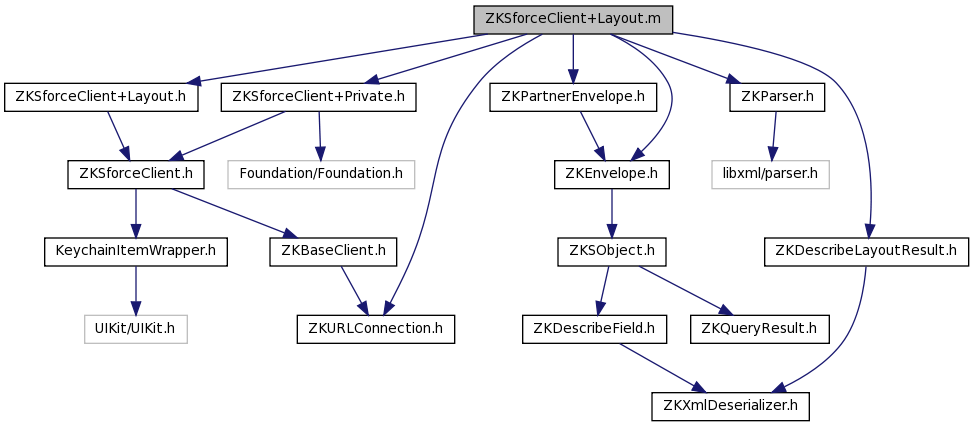 ZKSforceClient+Layout.m
ZKSforceClient+Layout.h
ZKSforceClient+Private.h
ZKPartnerEnvelope.h
ZKParser.h
ZKSforceClient.h
Foundation/Foundation.h
ZKEnvelope.h
libxml/parser.h
KeychainItemWrapper.h
ZKBaseClient.h
ZKSObject.h
ZKDescribeLayoutResult.h
UIKit/UIKit.h
ZKURLConnection.h
ZKDescribeField.h
ZKQueryResult.h
ZKXmlDeserializer.h